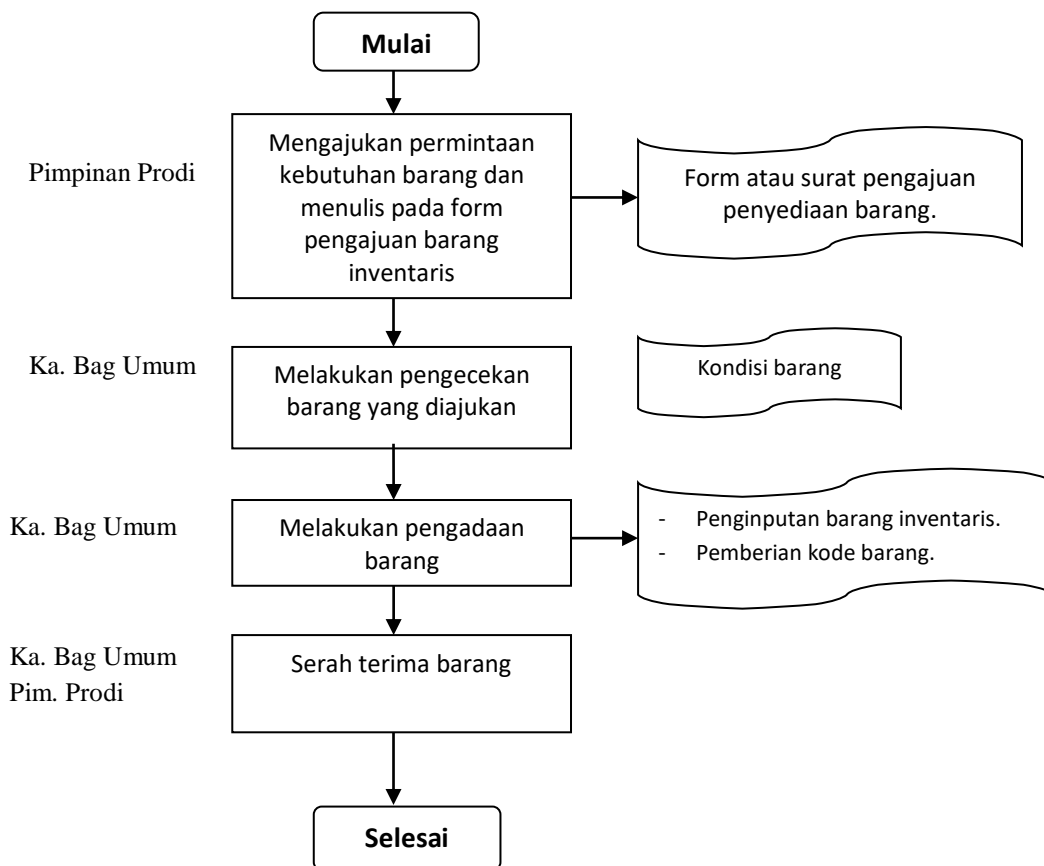 Mulai
Pimpinan Prodi
Mengajukan permintaan
kebutuhan barang dan
menulis pada form
pengajuan barang
inventaris
Form atau surat pengajuan
penyediaan barang.
Ka. Bag Umum
Melakukan pengecekan
barang yang diajukan
Kondisi barang
Ka. Bag Umum
Melakukan pengadaan
barang
- Penginputan barang inventaris.
- Pemberian kode barang.
Ka. Bag Umum
Pim. Prodi
Serah terima barang
Selesai